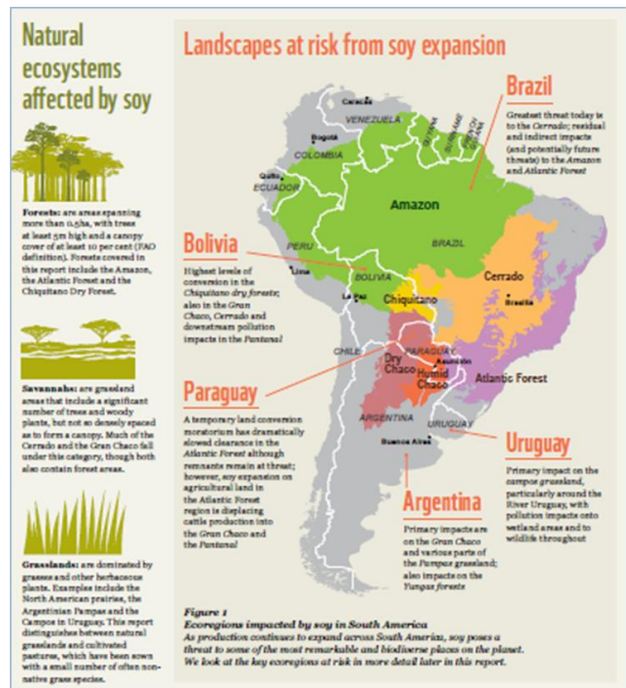 Natural
ecosystems
affected by soy
Forests: are areas spanning
more than 0.5ha, with trees
at least 5m high and a canopy
cover of at least 10 per cent (FAO
definition). Forests covered in
this report include the Amazon,
the Atlantic Forest and the
Chiquitano Dry Forest.
Savannahs: are grassland
areas that include a significant
number of trees and woody
plants, but not so densely spaced
as to form a canopy. Much of the
Cerrado and the Gran Chaco fall
under this category, though both
also contain forest areas.
Grasslands: are dominated by
grasses and other herbaceous
plants. Examples include the
North American prairies, the
Argentinian Pampas and the
Campos in Uruguay. This report
distinguishes between natural
grasslands and cultivated
pastures, which have been sown
with a small number of often non-
native grass species.
Landscapes at risk from soy expansion
Caracas
VENEZUELA
GUYANA
SURINAME
FRENCH
GUIANA
Bogotá
COLOMBIA
Quito
ECUADOR
Amazon
PERU
BRAZIL
Lima
BOLIVIA
La Paz
Chiquitano
Cerrado
Brasilia
CHILE
PARAGUAY
Asunción
Dry
Chaco
Humid
Chaco
Atlantic Forest
ARGENTINA
URUGUAY
Buenos Aires
Brazil
Greatest threat today is
to the Cerrado; residual
and indirect impacts
(and potentially future
threats) to the Amazon
and Atlantic Forest
Bolivia
Highest levels of
conversion in the
Chiquitano dry forests;
also in the Gran
Chaco, Cerrado and
downstream pollution
impacts in the Pantanal
Paraguay
A temporary land conversion
moratorium has dramatically
slowed clearance in the
Atlantic Forest although
remnants remain at threat;
however, soy expansion on
agricultural land in
the Atlantic Forest
region is displacing
cattle production into
the Gran Chaco and
the Pantanal
Argentina
Primary impacts are
on the Gran Chaco
and various parts of
the Pampas grassland;
also impacts on the
Yungas forests
Uruguay
Primary impact on the
campos grassland,
particularly around the
River Uruguay, with
pollution impacts onto
wetland areas and to
wildlife throughout
Figure 1
Ecoregions impacted by soy in South America
As production continues to expand across South America, soy poses a
threat to some of the most remarkable and biodiverse places on the planet.
We look at the key ecoregions at risk in more detail later in this report.